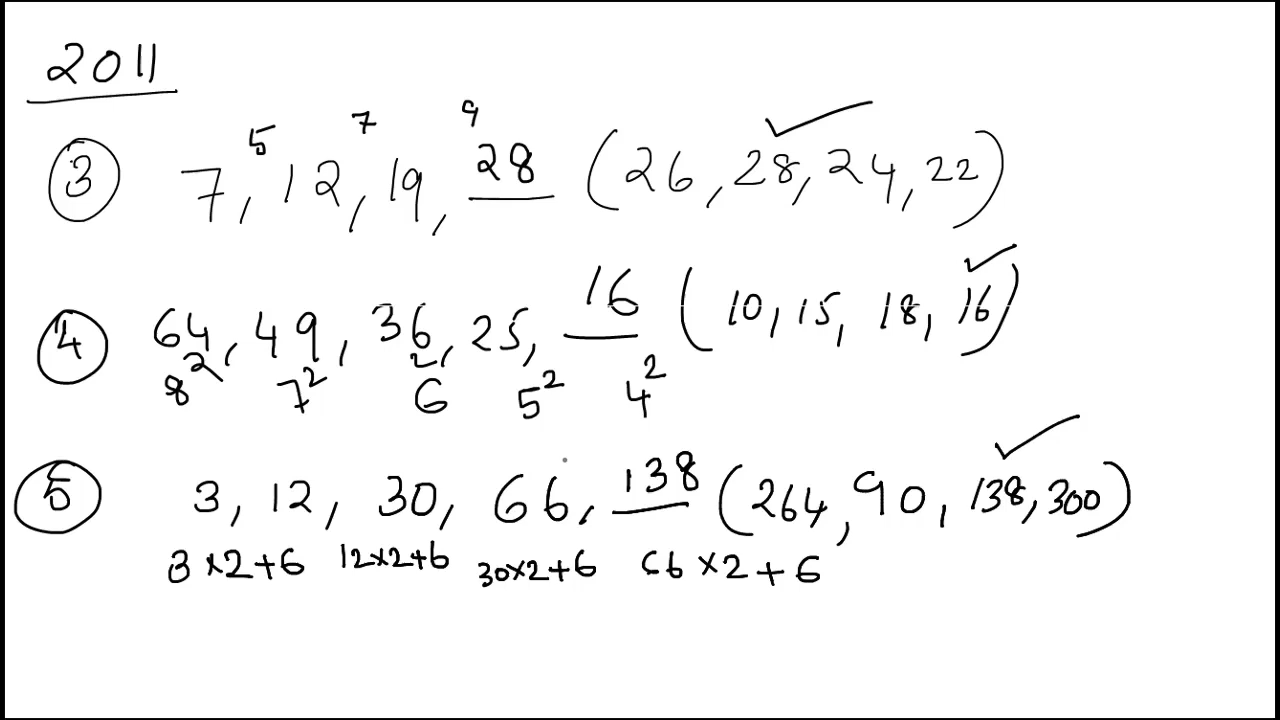 2011
5 7 9
3 7, 12, 19, 28 (26, 28, 24, 22)
4 64, 49, 36, 25, 16 (10, 15, 18, 16)
8² 7² 6² 5² 4²
5 3, 12, 30, 66, 138 (264, 90, 138, 300)
3×2+6 12×2+6 30×2+6 66×2+6